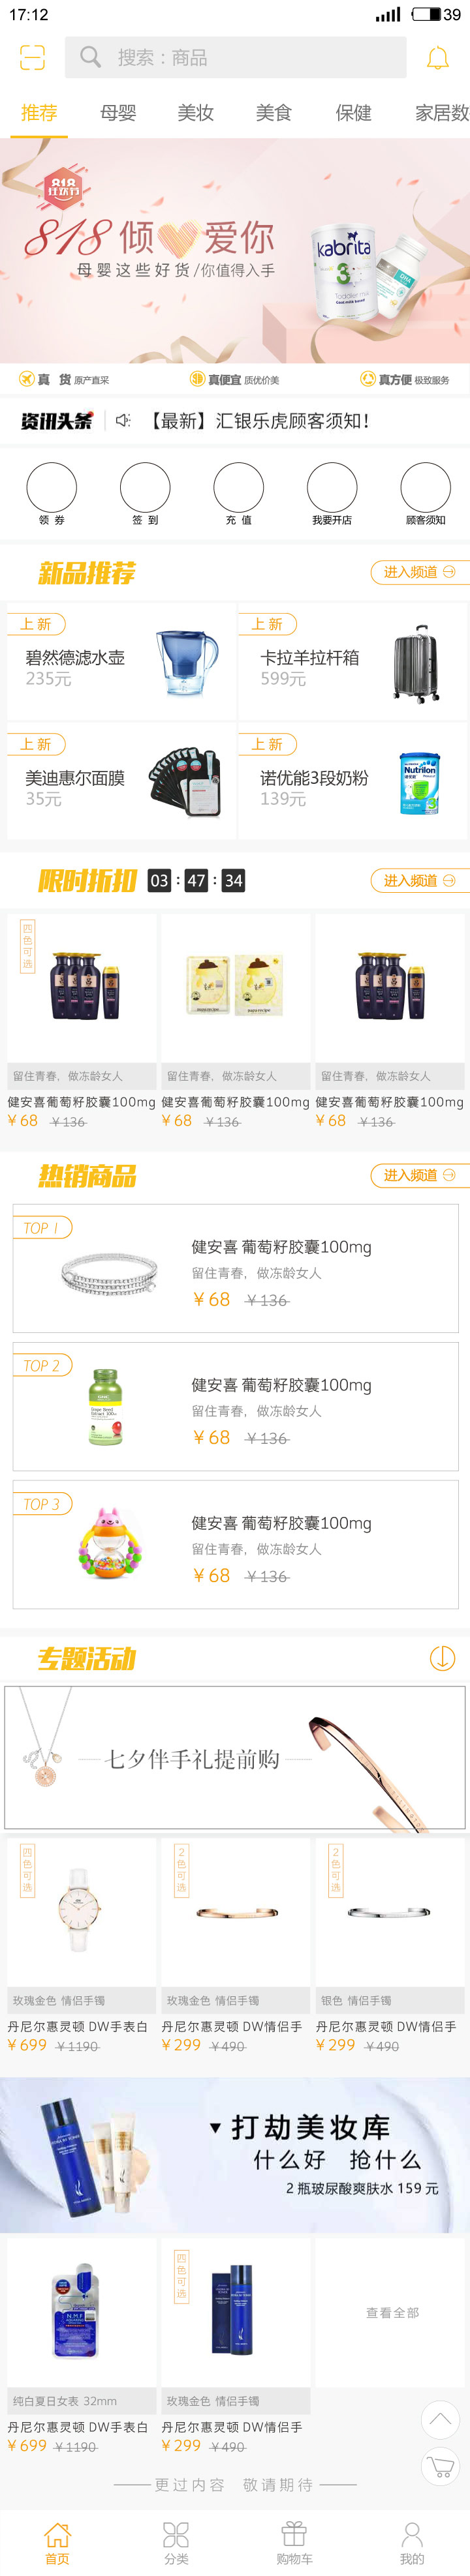 17:12
39
搜索：商品
推荐 母婴 美妆 美食 保健 家居数
818
狂欢节
818倾 爱你
母婴这些好货/你值得入手
kabrita
3
Toddler milk
Goat milk based
DHA
真 货 原产直采 真便宜 质优价美 真方便 极致服务
资讯头条 【最新】汇银乐虎顾客须知!
领 券 签 到 充 值 我要开店 顾客须知
新品推荐 进入频道
上 新 上 新
碧然德滤水壶 卡拉羊拉杆箱
235元 599元
上 新 上 新
美迪惠尔面膜 诺优能3段奶粉
35元 139元
Nutrilon
3
限时折扣 03 : 47 : 34 进入频道
四色可选
留住青春，做冻龄女人 留住青春，做冻龄女人 留住青春，做冻龄女人
健安喜葡萄籽胶囊100mg 健安喜葡萄籽胶囊100mg 健安喜葡萄籽胶囊100mg
￥68 ￥136 ￥68 ￥136 ￥68 ￥136
热销商品 进入频道
TOP 1
健安喜 葡萄籽胶囊100mg
留住青春，做冻龄女人
￥68 ￥136
TOP 2
健安喜 葡萄籽胶囊100mg
留住青春，做冻龄女人
￥68 ￥136
Grape Seed
Extract
TOP 3
健安喜 葡萄籽胶囊100mg
留住青春，做冻龄女人
￥68 ￥136
专题活动
七夕伴手礼提前购
四色可选 2色可选 2色可选
玫瑰金色 情侣手镯 玫瑰金色 情侣手镯 银色 情侣手镯
丹尼尔惠灵顿 DW手表白 丹尼尔惠灵顿 DW情侣手 丹尼尔惠灵顿 DW情侣手
￥699 ￥1190 ￥299 ￥490 ￥299 ￥490
打劫美妆库
什么好 抢什么
2 瓶玻尿酸爽肤水 159 元
四色可选
N.M.F
查看全部
纯白夏日女表 32mm 玫瑰金色 情侣手镯
丹尼尔惠灵顿 DW手表白 丹尼尔惠灵顿 DW情侣手
￥699 ￥1190 ￥299 ￥490
更过内容 敬请期待
首页 分类 购物车 我的